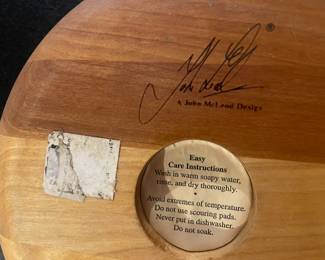 ®
A John McLeod Design
Easy
Care Instructions
Wash in warm soapy water,
rinse, and dry thoroughly.
•
Avoid extremes of temperature.
Do not use scouring pads.
Never put in dishwasher.
Do not soak.